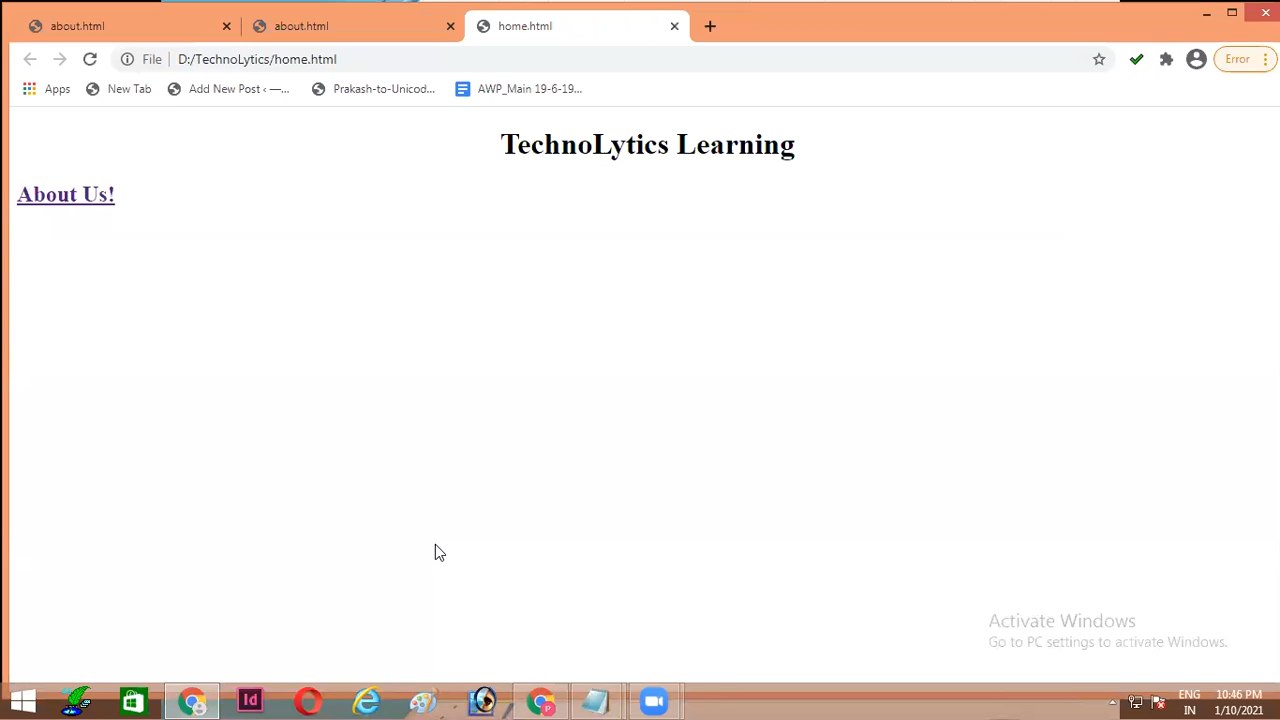 about.html
about.html
home.html
File
D:/TechnoLytics/home.html
Error
Apps
New Tab
Add New Post ‹ —...
Prakash-to-Unicod...
AWP_Main 19-6-19...
TechnoLytics Learning
About Us!
Activate Windows
Go to PC settings to activate Windows.
Id
P
ENG
IN
10:46 PM
1/10/2021